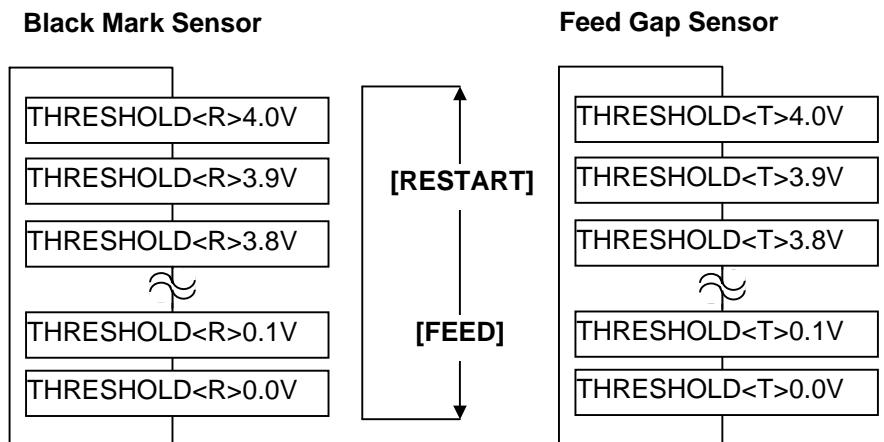 Black Mark Sensor
Feed Gap Sensor
THRESHOLD<R>4.0V
THRESHOLD<R>3.9V
THRESHOLD<R>3.8V
THRESHOLD<R>0.1V
THRESHOLD<R>0.0V
[RESTART]
[FEED]
THRESHOLD<T>4.0V
THRESHOLD<T>3.9V
THRESHOLD<T>3.8V
THRESHOLD<T>0.1V
THRESHOLD<T>0.0V